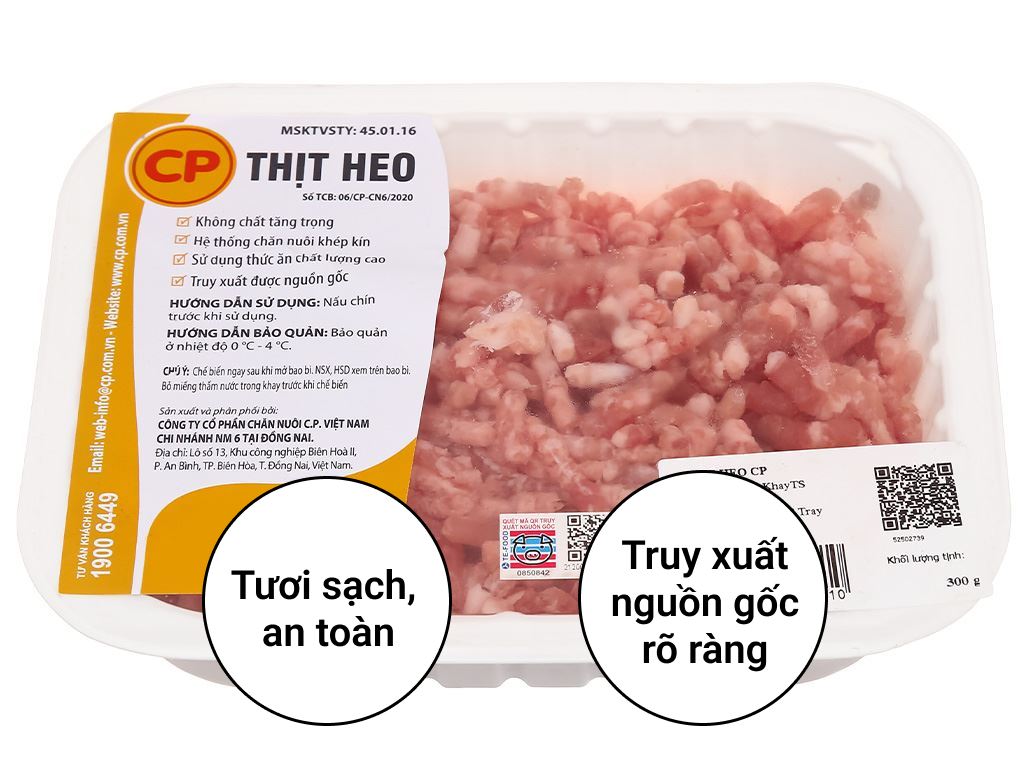 MSKTVSTY: 45.01.16
CP THỊT HEO
Số TCB: 06/CP-CN6/2020
Không chất tăng trọng
Hệ thống chăn nuôi khép kín
Sử dụng thức ăn chất lượng cao
Truy xuất được nguồn gốc
HƯỚNG DẪN SỬ DỤNG: Nấu chín
trước khi sử dụng.
HƯỚNG DẪN BẢO QUẢN: Bảo quản
ở nhiệt độ 0 °C - 4 °C.
CHÚ Ý: Chế biến ngay sau khi mở bao bì. NSX, HSD xem trên bao bì.
Bỏ miếng thấm nước trong khay trước khi chế biến
Sản xuất và phân phối bởi:
CÔNG TY CỔ PHẦN CHĂN NUÔI C.P. VIỆT NAM
CHI NHÁNH NM 6 TẠI ĐỒNG NAI.
Địa chỉ: Lô số 13, Khu công nghiệp Biên Hoà II,
P. An Bình, TP. Biên Hòa, T. Đồng Nai, Việt Nam.
Email: web-info@cp.com.vn - Website: www.cp.com.vn
TƯ VẤN KHÁCH HÀNG
1900 6449
QUÉT MÃ QR TRUY
XUẤT NGUỒN GỐC
TE-FOOD
0850842
HEO CP
KhayTS
Tray
52502739
Khối lượng tịnh:
300 g
10
Tươi sạch,
an toàn
Truy xuất
nguồn gốc
rõ ràng